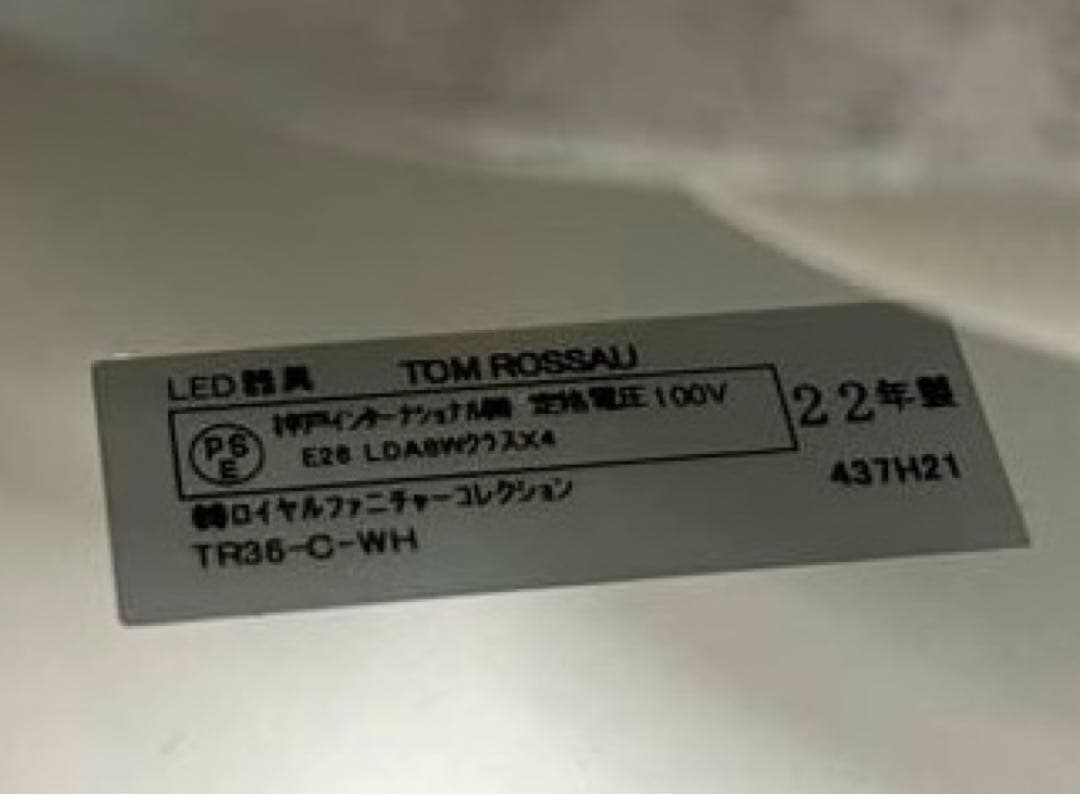 LED器具 TOM ROSSAU
PS
E
神戸インターナショナル㈱ 定格電圧100V
E26 LDA8WクラスX4
22年製
㈱ロイヤルファニチャーコレクション
437H21
TR36-C-WH